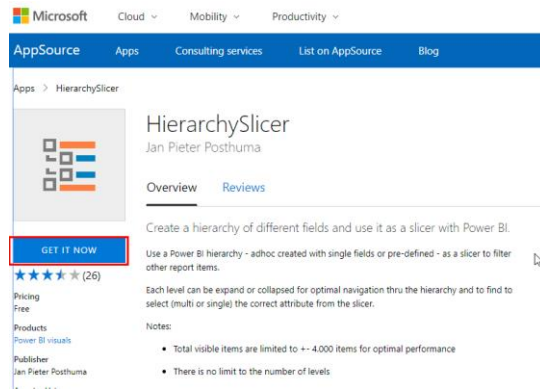 Microsoft Cloud Mobility Productivity
AppSource Apps Consulting services List on AppSource Blog
Apps > HierarchySlicer
HierarchySlicer
Jan Pieter Posthuma
Overview Reviews
Create a hierarchy of different fields and use it as a slicer with Power BI.
GET IT NOW
Use a Power BI hierarchy - adhoc created with single fields or pre-defined - as a slicer to filter
other report items.
(26)
Each level can be expand or collapsed for optimal navigation thru the hierarchy and to find to
select (multi or single) the correct attribute from the slicer.
Pricing
Free
Notes:
Products
Power BI visuals
• Total visible items are limited to +- 4.000 items for optimal performance
Publisher
Jan Pieter Posthuma
• There is no limit to the number of levels